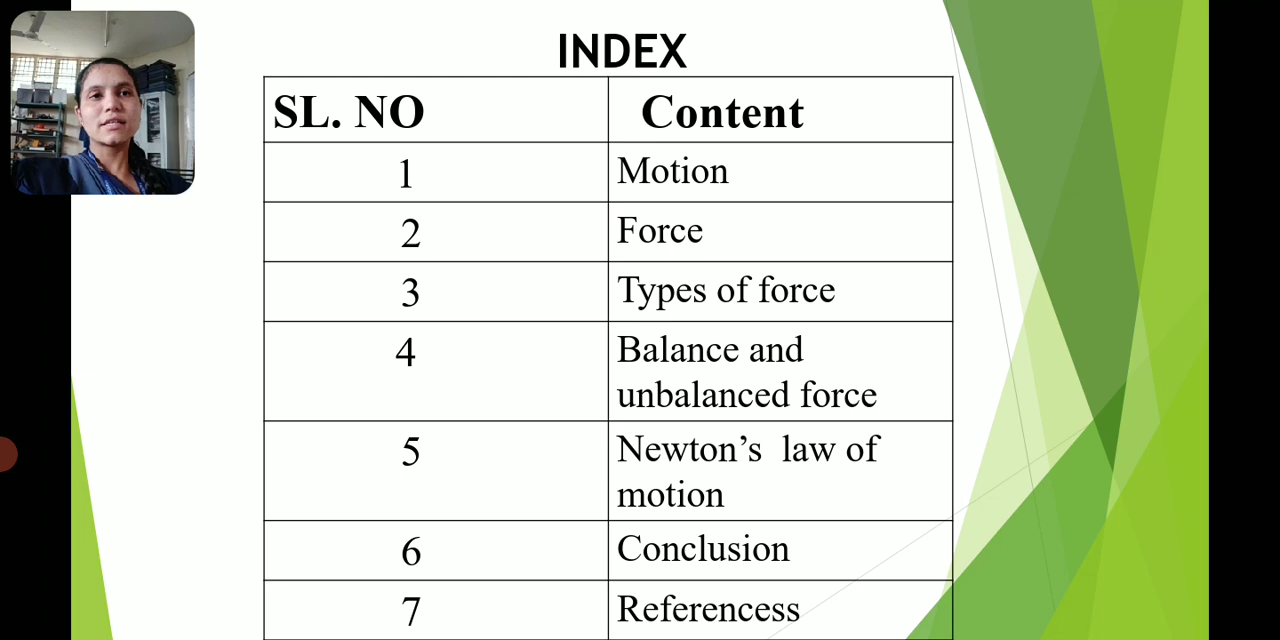 INDEX
SL. NO Content
1 Motion
2 Force
3 Types of force
4 Balance and
unbalanced force
5 Newton’s law of
motion
6 Conclusion
7 Referencess